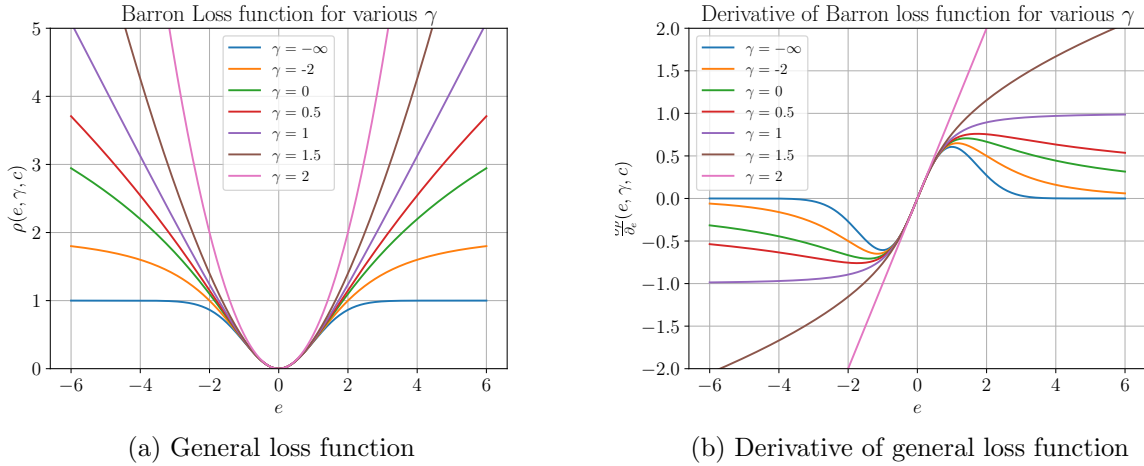 Barron Loss function for various γ
5
4
3
2
1
0
ρ(e, γ, c)
γ = −∞
γ = -2
γ = 0
γ = 0.5
γ = 1
γ = 1.5
γ = 2
−6 −4 −2 0 2 4 6
e
(a) General loss function
Derivative of Barron loss function for various γ
2.0
1.5
1.0
0.5
0.0
−0.5
−1.0
−1.5
−2.0
(e, γ, c)
γ = −∞
γ = -2
γ = 0
γ = 0.5
γ = 1
γ = 1.5
γ = 2
−6 −4 −2 0 2 4 6
e
(b) Derivative of general loss function